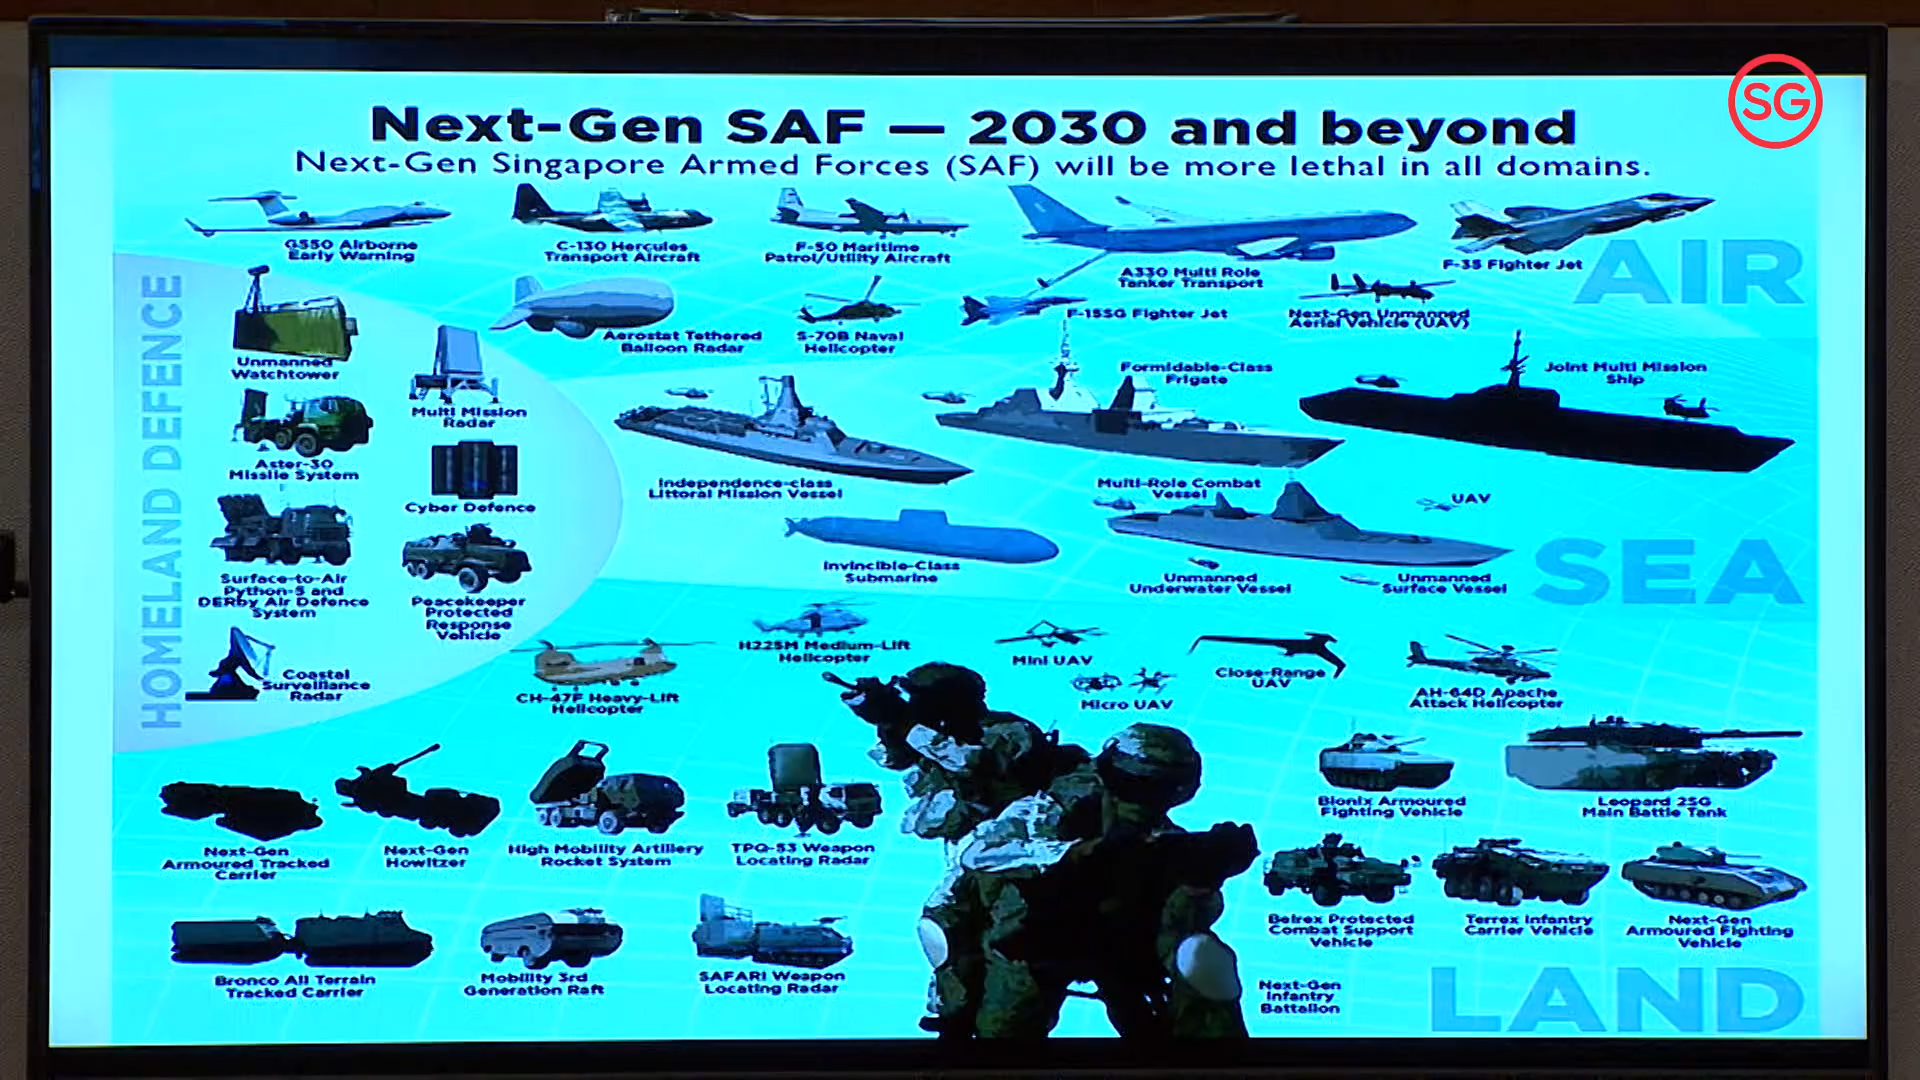 SG
Next-Gen SAF — 2030 and beyond
Next-Gen Singapore Armed Forces (SAF) will be more lethal in all domains.
AIR
G550 Airborne
Early Warning
C-130 Hercules
Transport Aircraft
F-50 Maritime
Patrol/Utility Aircraft
A330 Multi Role
Tanker Transport
F-35 Fighter Jet
Aerostat Tethered
Balloon Radar
S-70B Naval
Helicopter
F-15SG Fighter Jet
Next-Gen Unmanned
Aerial Vehicle (UAV)
HOMELAND DEFENCE
Unmanned
Watchtower
Multi Mission
Radar
Aster-30
Missile System
Cyber Defence
Surface-to-Air
Python-5 and
DERby Air Defence
System
Peacekeeper
Protected
Response
Vehicle
Coastal
Surveillance
Radar
SEA
Formidable-Class
Frigate
Joint Multi Mission
Ship
Independence-class
Littoral Mission Vessel
Multi-Role Combat
Vessel
UAV
Invincible-Class
Submarine
Unmanned
Underwater Vessel
Unmanned
Surface Vessel
H225M Medium-Lift
Helicopter
CH-47F Heavy-Lift
Helicopter
Mini UAV
Micro UAV
Close-Range
UAV
AH-64D Apache
Attack Helicopter
Next-Gen
Armoured Tracked
Carrier
Next-Gen
Howitzer
High Mobility Artillery
Rocket System
TPQ-53 Weapon
Locating Radar
Bionix Armoured
Fighting Vehicle
Leopard 2SG
Main Battle Tank
Bronco All Terrain
Tracked Carrier
Mobility 3rd
Generation Raft
SAFARI Weapon
Locating Radar
Belrex Protected
Combat Support
Vehicle
Terrex Infantry
Carrier Vehicle
Next-Gen
Armoured Fighting
Vehicle
Next-Gen
Infantry
Battalion
LAND